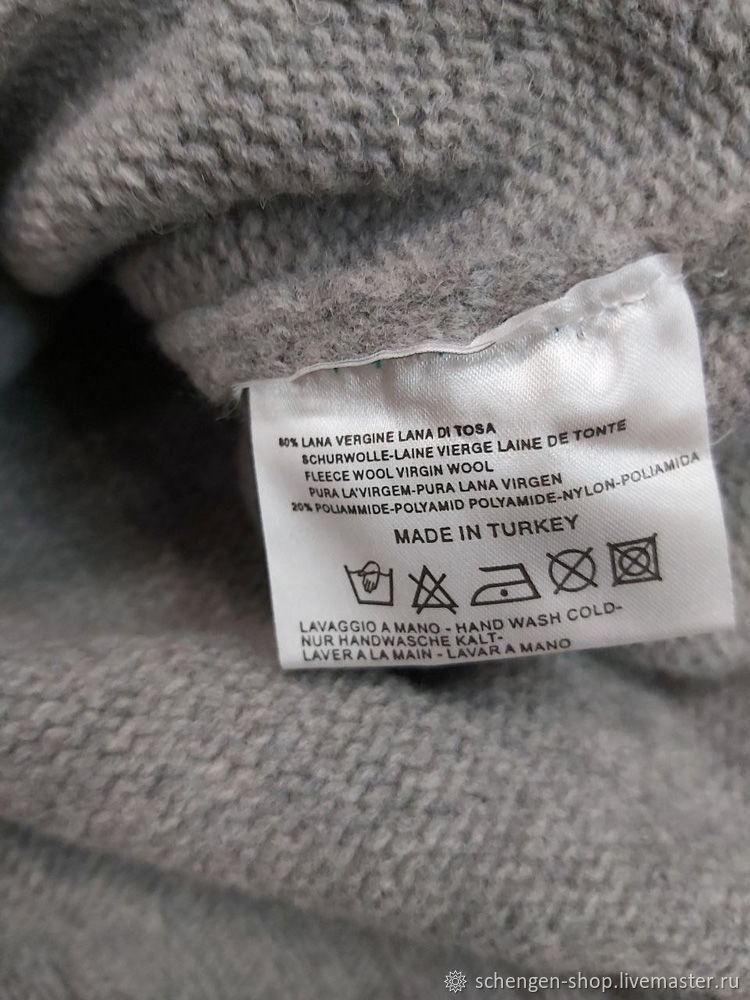 80% LANA VERGINE LANA DI TOSA
SCHURWOLLE-LAINE VIERGE LAINE DE TONTE
FLEECE WOOL VIRGIN WOOL
PURA LA'VIRGEM-PURA LANA VIRGEN
20% POLIAMMIDE-POLYAMID POLYAMIDE-NYLON-POLIAMIDA
MADE IN TURKEY
LAVAGGIO A MANO - HAND WASH COLD-
NUR HANDWASCHE KALT-
LAVER A LA MAIN - LAVAR A MANO
schengen-shop.livemaster.ru